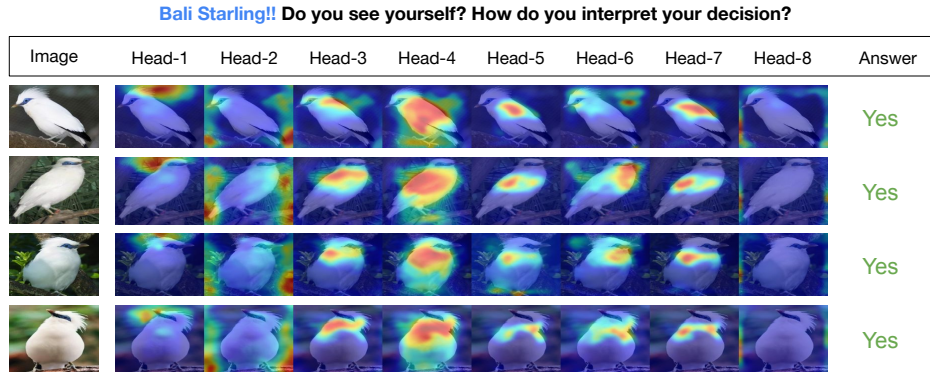 Bali Starling!! Do you see yourself? How do you interpret your decision?
Image Head-1 Head-2 Head-3 Head-4 Head-5 Head-6 Head-7 Head-8 Answer
Yes
Yes
Yes
Yes